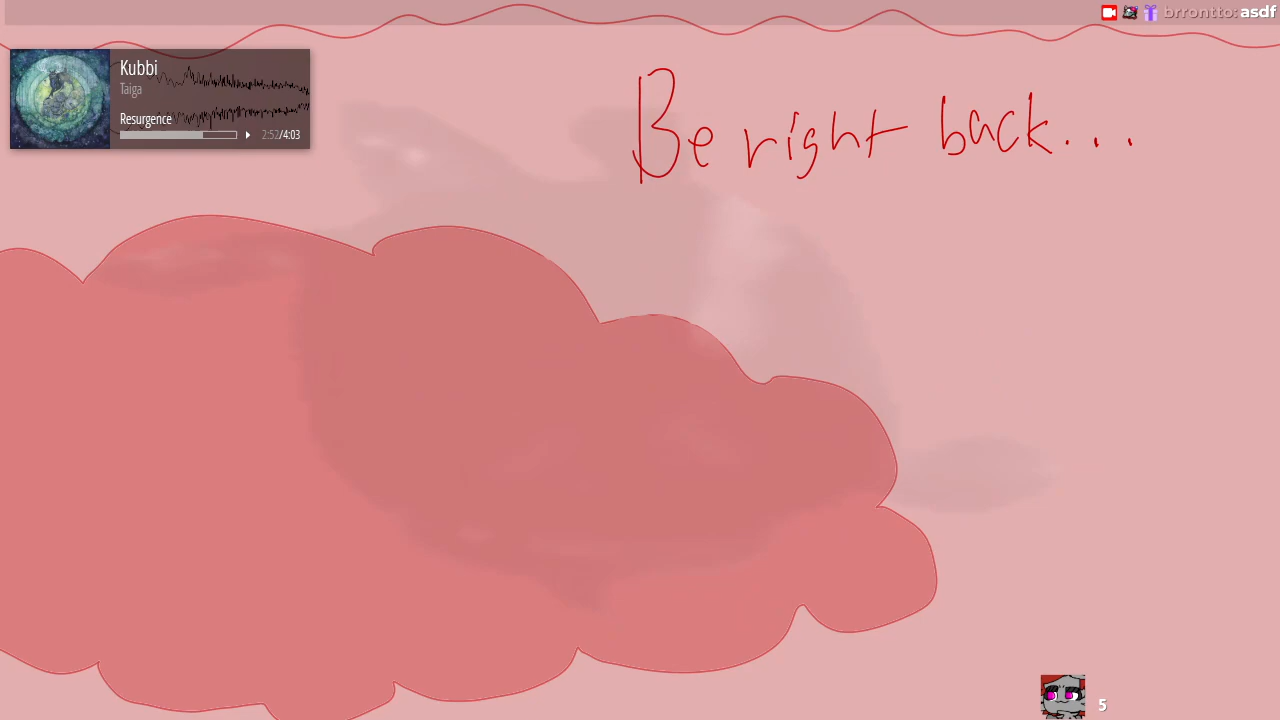 brrontto: asdf
Kubbi
Taiga
Resurgence
2:52/4:03
Be right back...
5